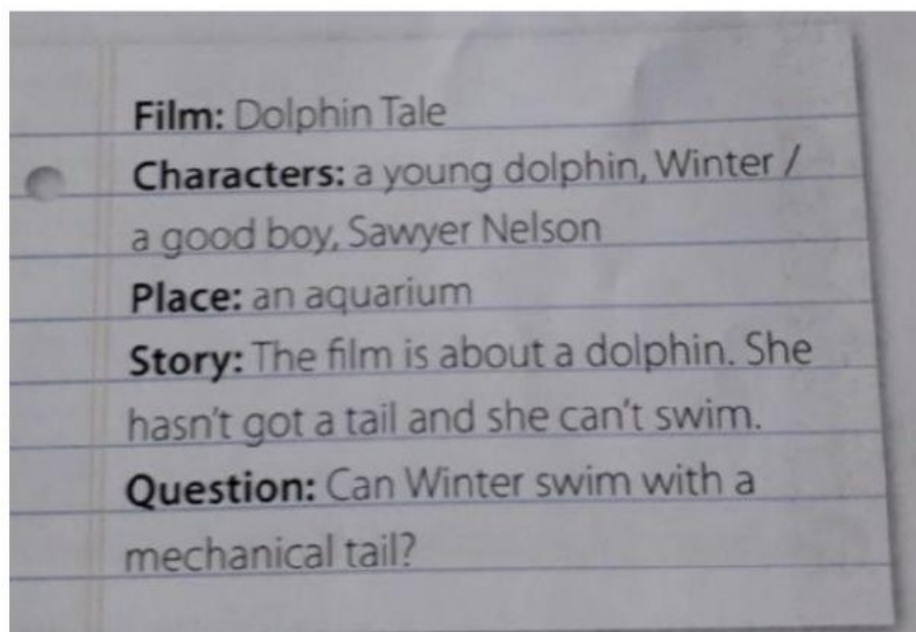 Film: Dolphin Tale
Characters: a young dolphin, Winter /
a good boy, Sawyer Nelson
Place: an aquarium
Story: The film is about a dolphin. She
hasn't got a tail and she can't swim.
Question: Can Winter swim with a
mechanical tail?